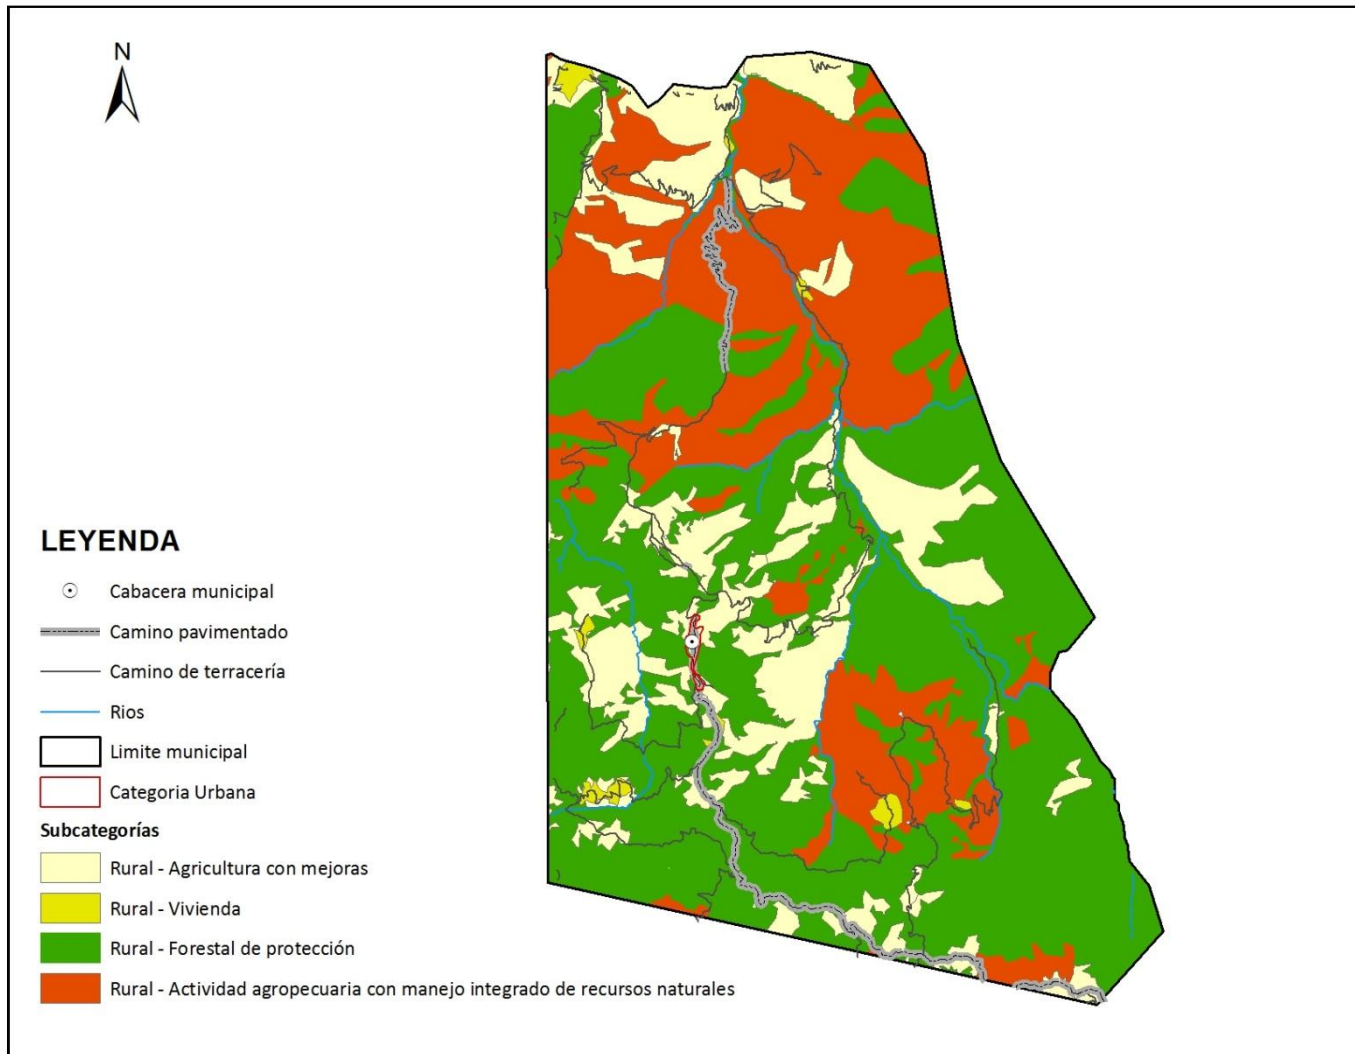 N
LEYENDA
Cabacera municipal
Camino pavimentado
Camino de terracería
Rios
Limite municipal
Categoria Urbana
Subcategorías
Rural - Agricultura con mejoras
Rural - Vivienda
Rural - Forestal de protección
Rural - Actividad agropecuaria con manejo integrado de recursos naturales